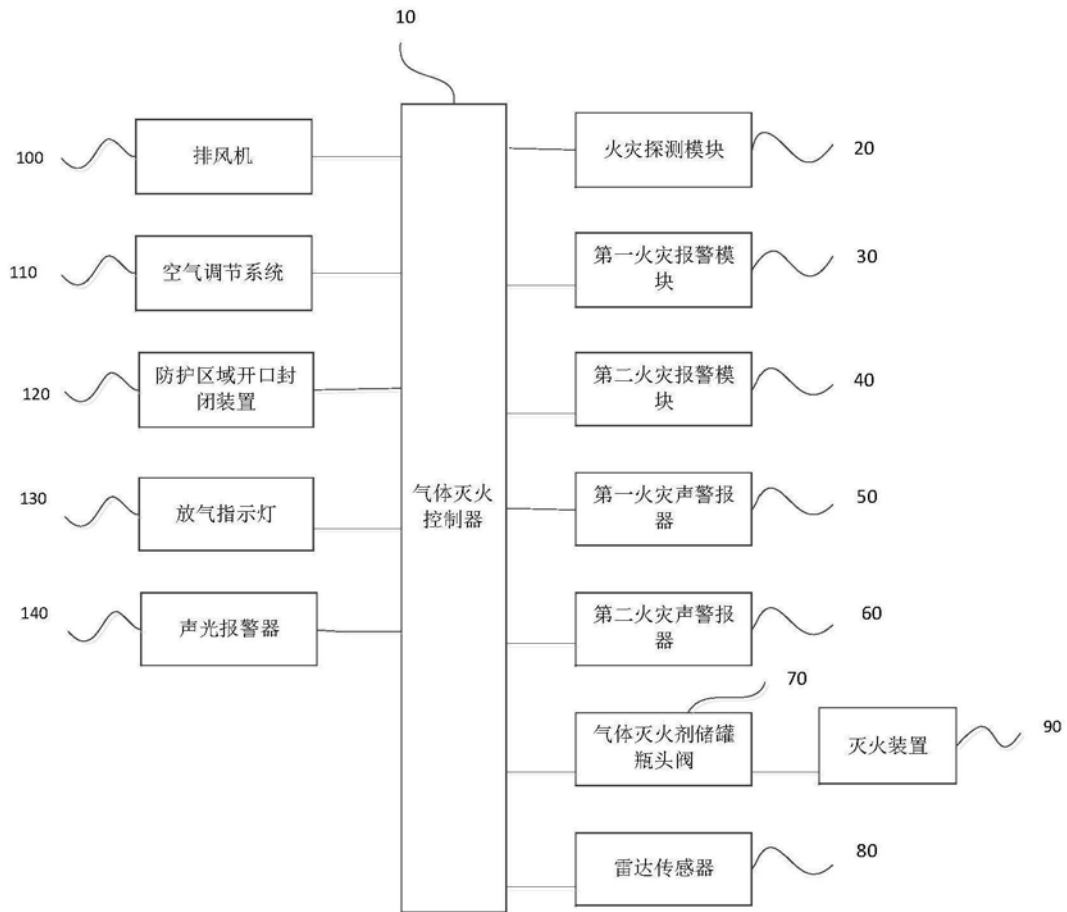 10
100
排风机
火灾探测模块
20
110
空气调节系统
第一火灾报警模
块
30
120
防护区域开口封
闭装置
第二火灾报警模
块
40
130
放气指示灯
气体灭火
控制器
第一火灾声警报
器
50
140
声光报警器
第二火灾声警报
器
60
70
气体灭火剂储罐
瓶头阀
灭火装置
90
雷达传感器
80